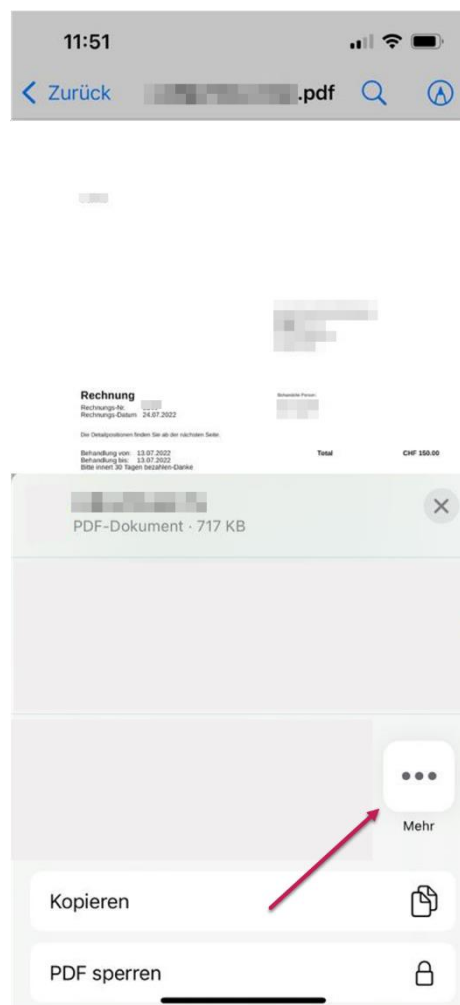 11:51
Zurück .pdf
Rechnung
Behandelte Person:
Rechnungs-Nr.
Rechnungs-Datum 24.07.2022
Die Detailpositionen finden Sie ab der nächsten Seite.
Behandlung von: 13.07.2022 Total CHF 150.00
Behandlung bis: 13.07.2022
Bitte innert 30 Tagen bezahlen-Danke
PDF-Dokument · 717 KB
Mehr
Kopieren
PDF sperren